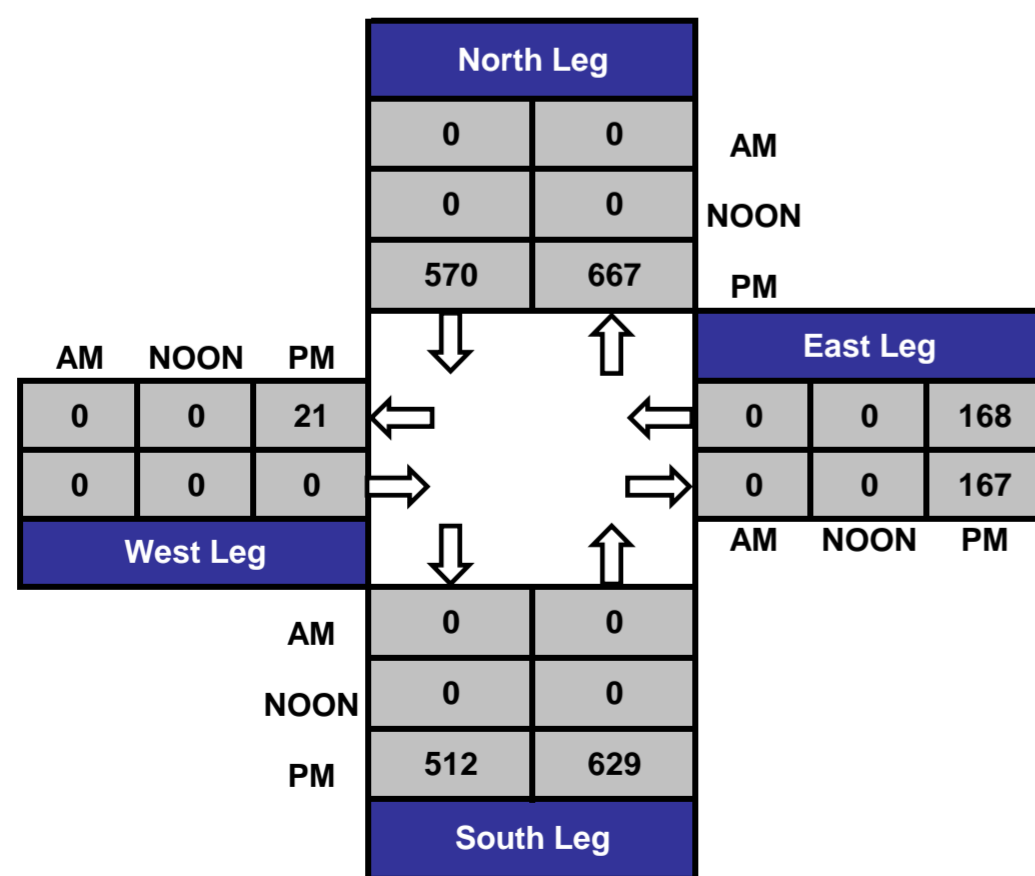 North Leg
0 0 AM
0 0 NOON
570 667 PM
East Leg
AM NOON PM
0 0 21
0 0 168
0 0 0
0 0 167
West Leg
AM NOON PM
AM 0 0
NOON 0 0
PM 512 629
South Leg